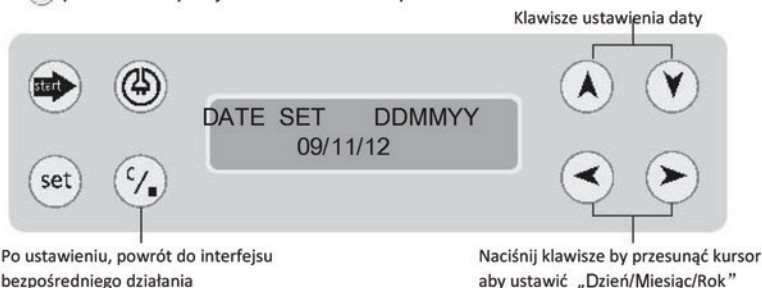 Klawisze ustawienia daty
start
DATE SET DDMMYY
09/11/12
set
C/■
Po ustawieniu, powrót do interfejsu
bezpośredniego działania
Naciśnij klawisze by przesunąć kursor
aby ustawić „Dzień/Miesiąc/Rok”